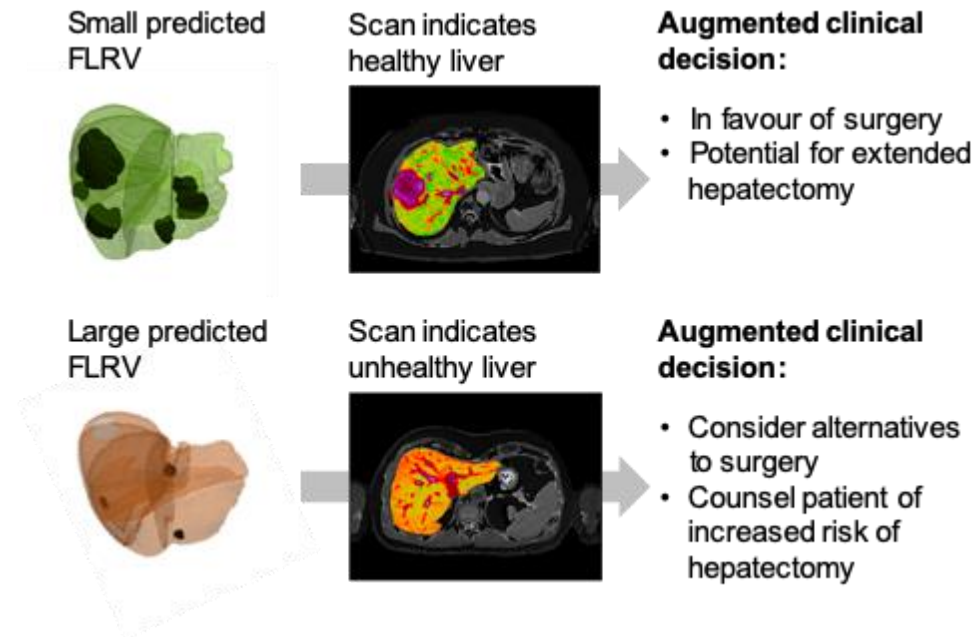 Small predicted
FLRV
Scan indicates
healthy liver
Augmented clinical
decision:
• In favour of surgery
• Potential for extended
hepatectomy
Large predicted
FLRV
Scan indicates
unhealthy liver
Augmented clinical
decision:
• Consider alternatives
to surgery
• Counsel patient of
increased risk of
hepatectomy